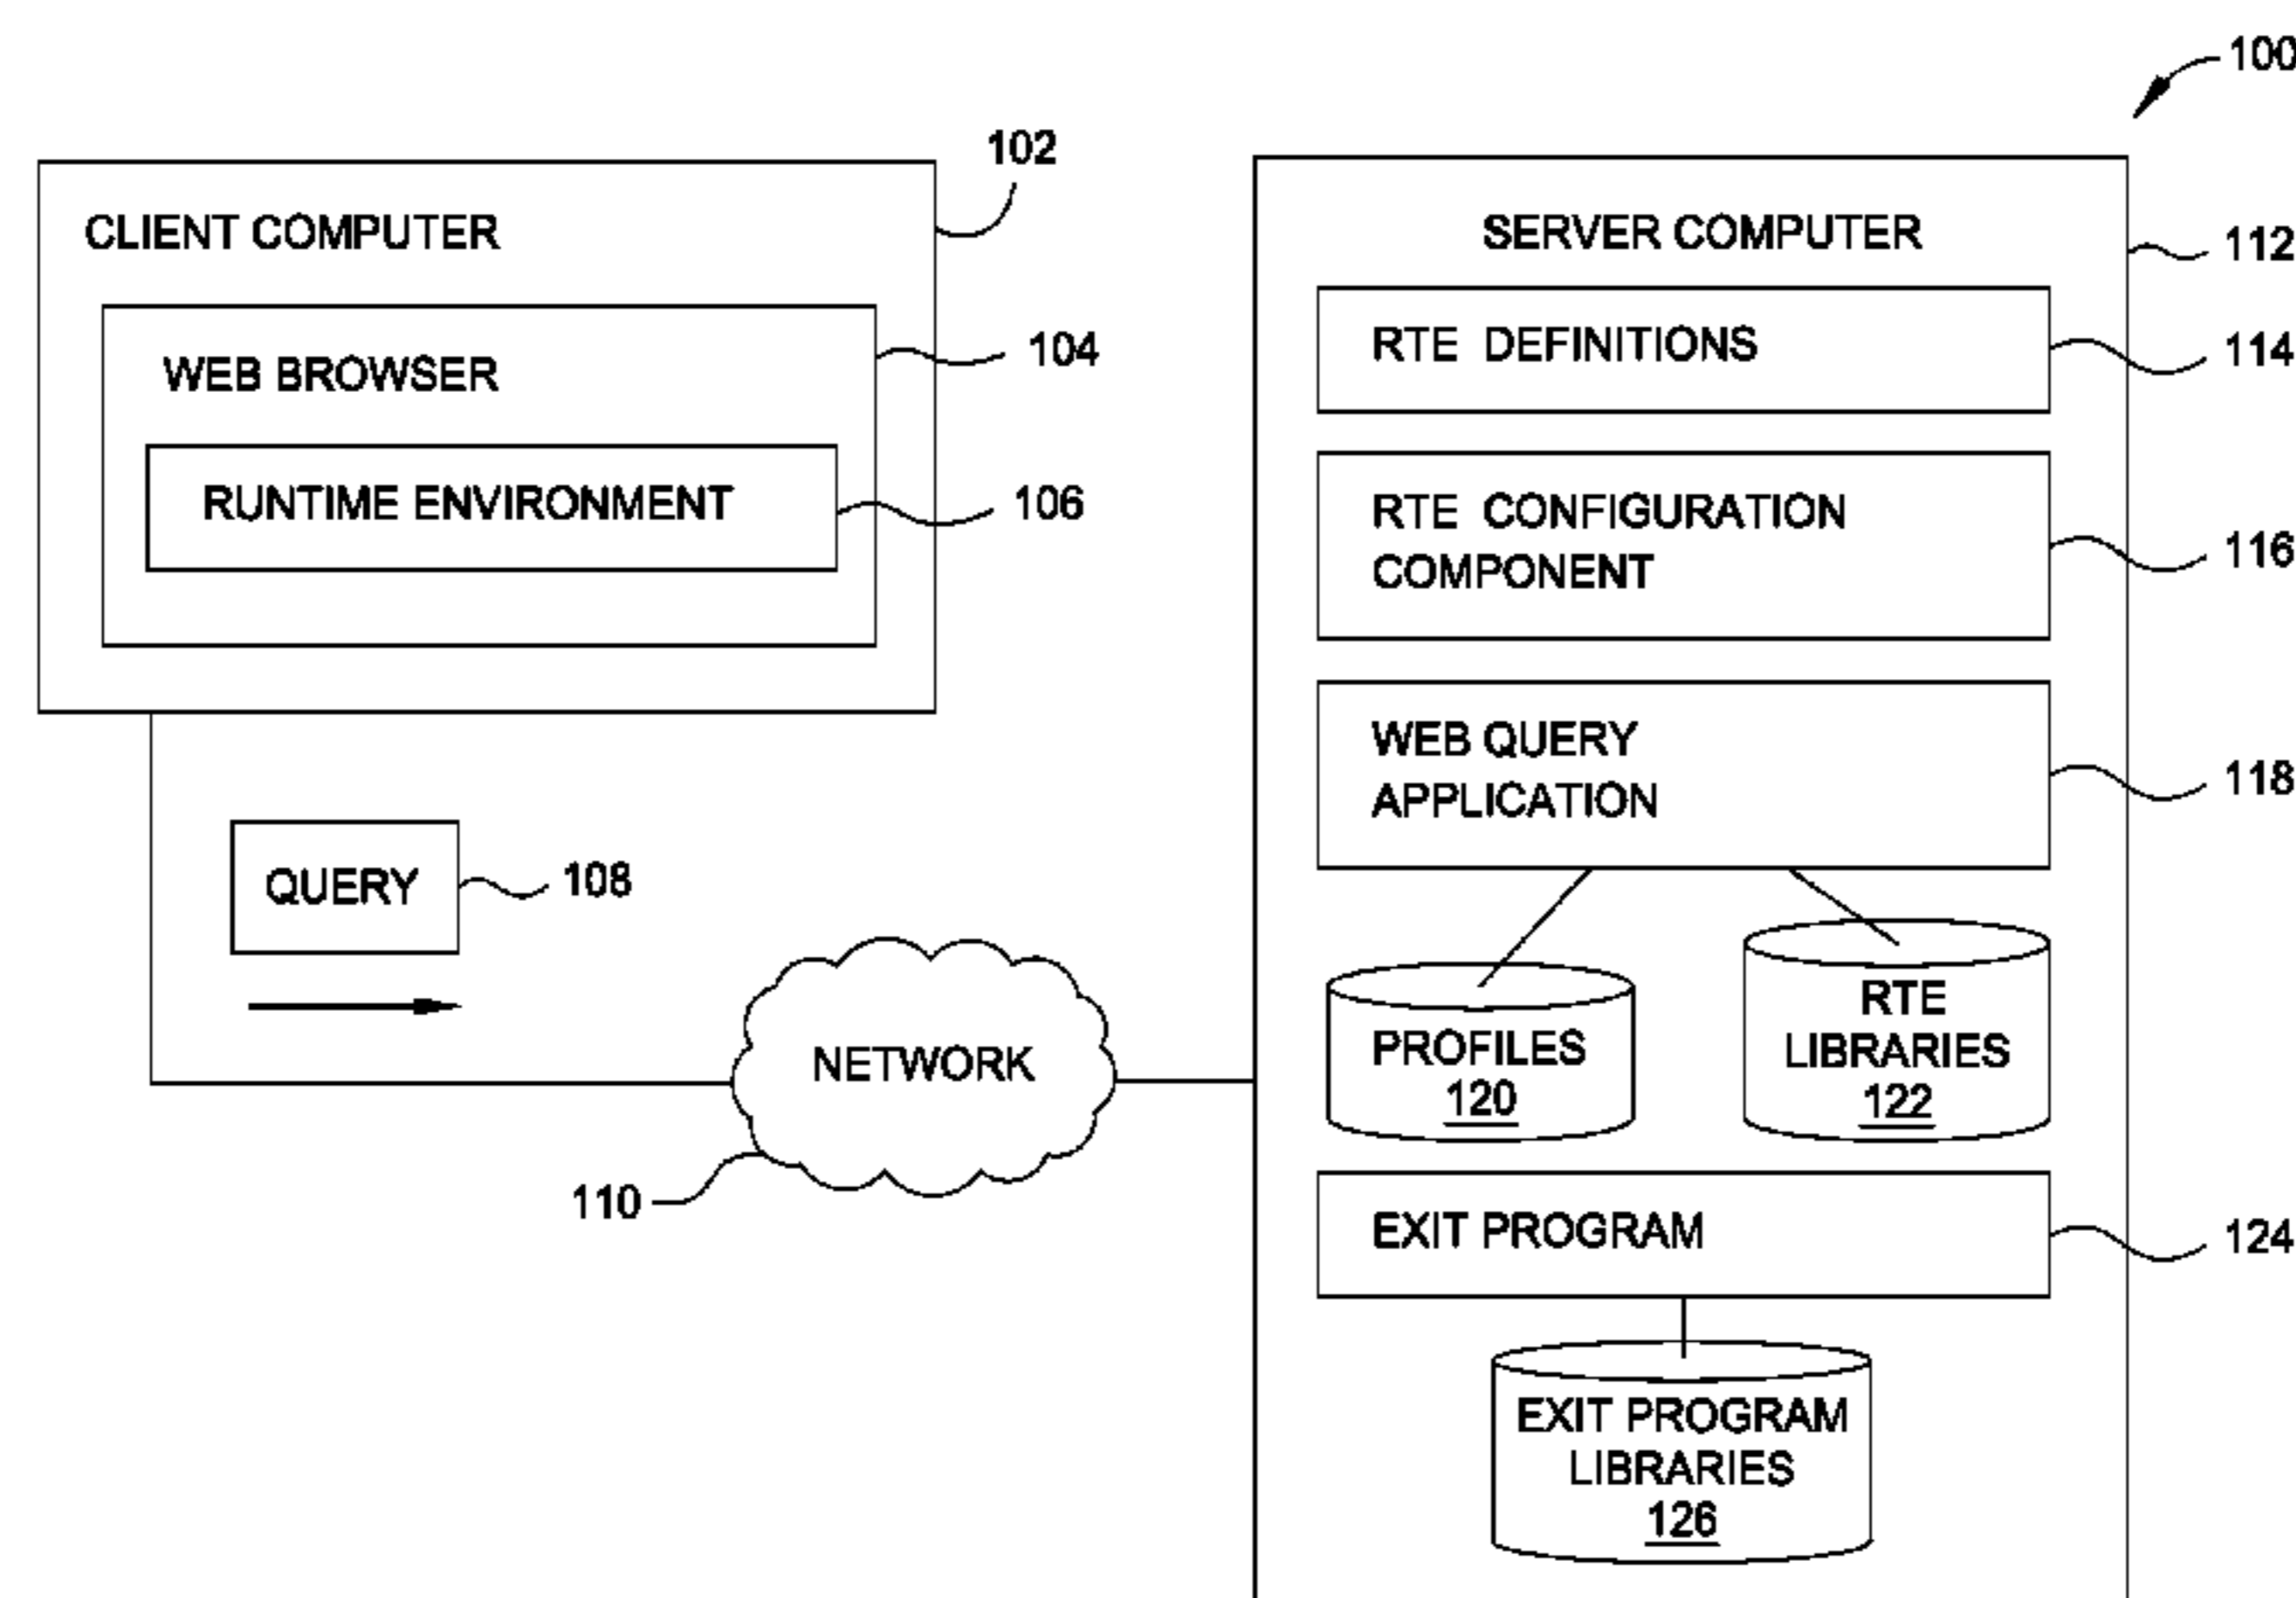 100
102
CLIENT COMPUTER
WEB BROWSER
104
RUNTIME ENVIRONMENT
106
QUERY
108
NETWORK
110
SERVER COMPUTER
112
RTE DEFINITIONS
114
RTE CONFIGURATION
COMPONENT
116
WEB QUERY
APPLICATION
118
PROFILES
120
RTE
LIBRARIES
122
EXIT PROGRAM
124
EXIT PROGRAM
LIBRARIES
126